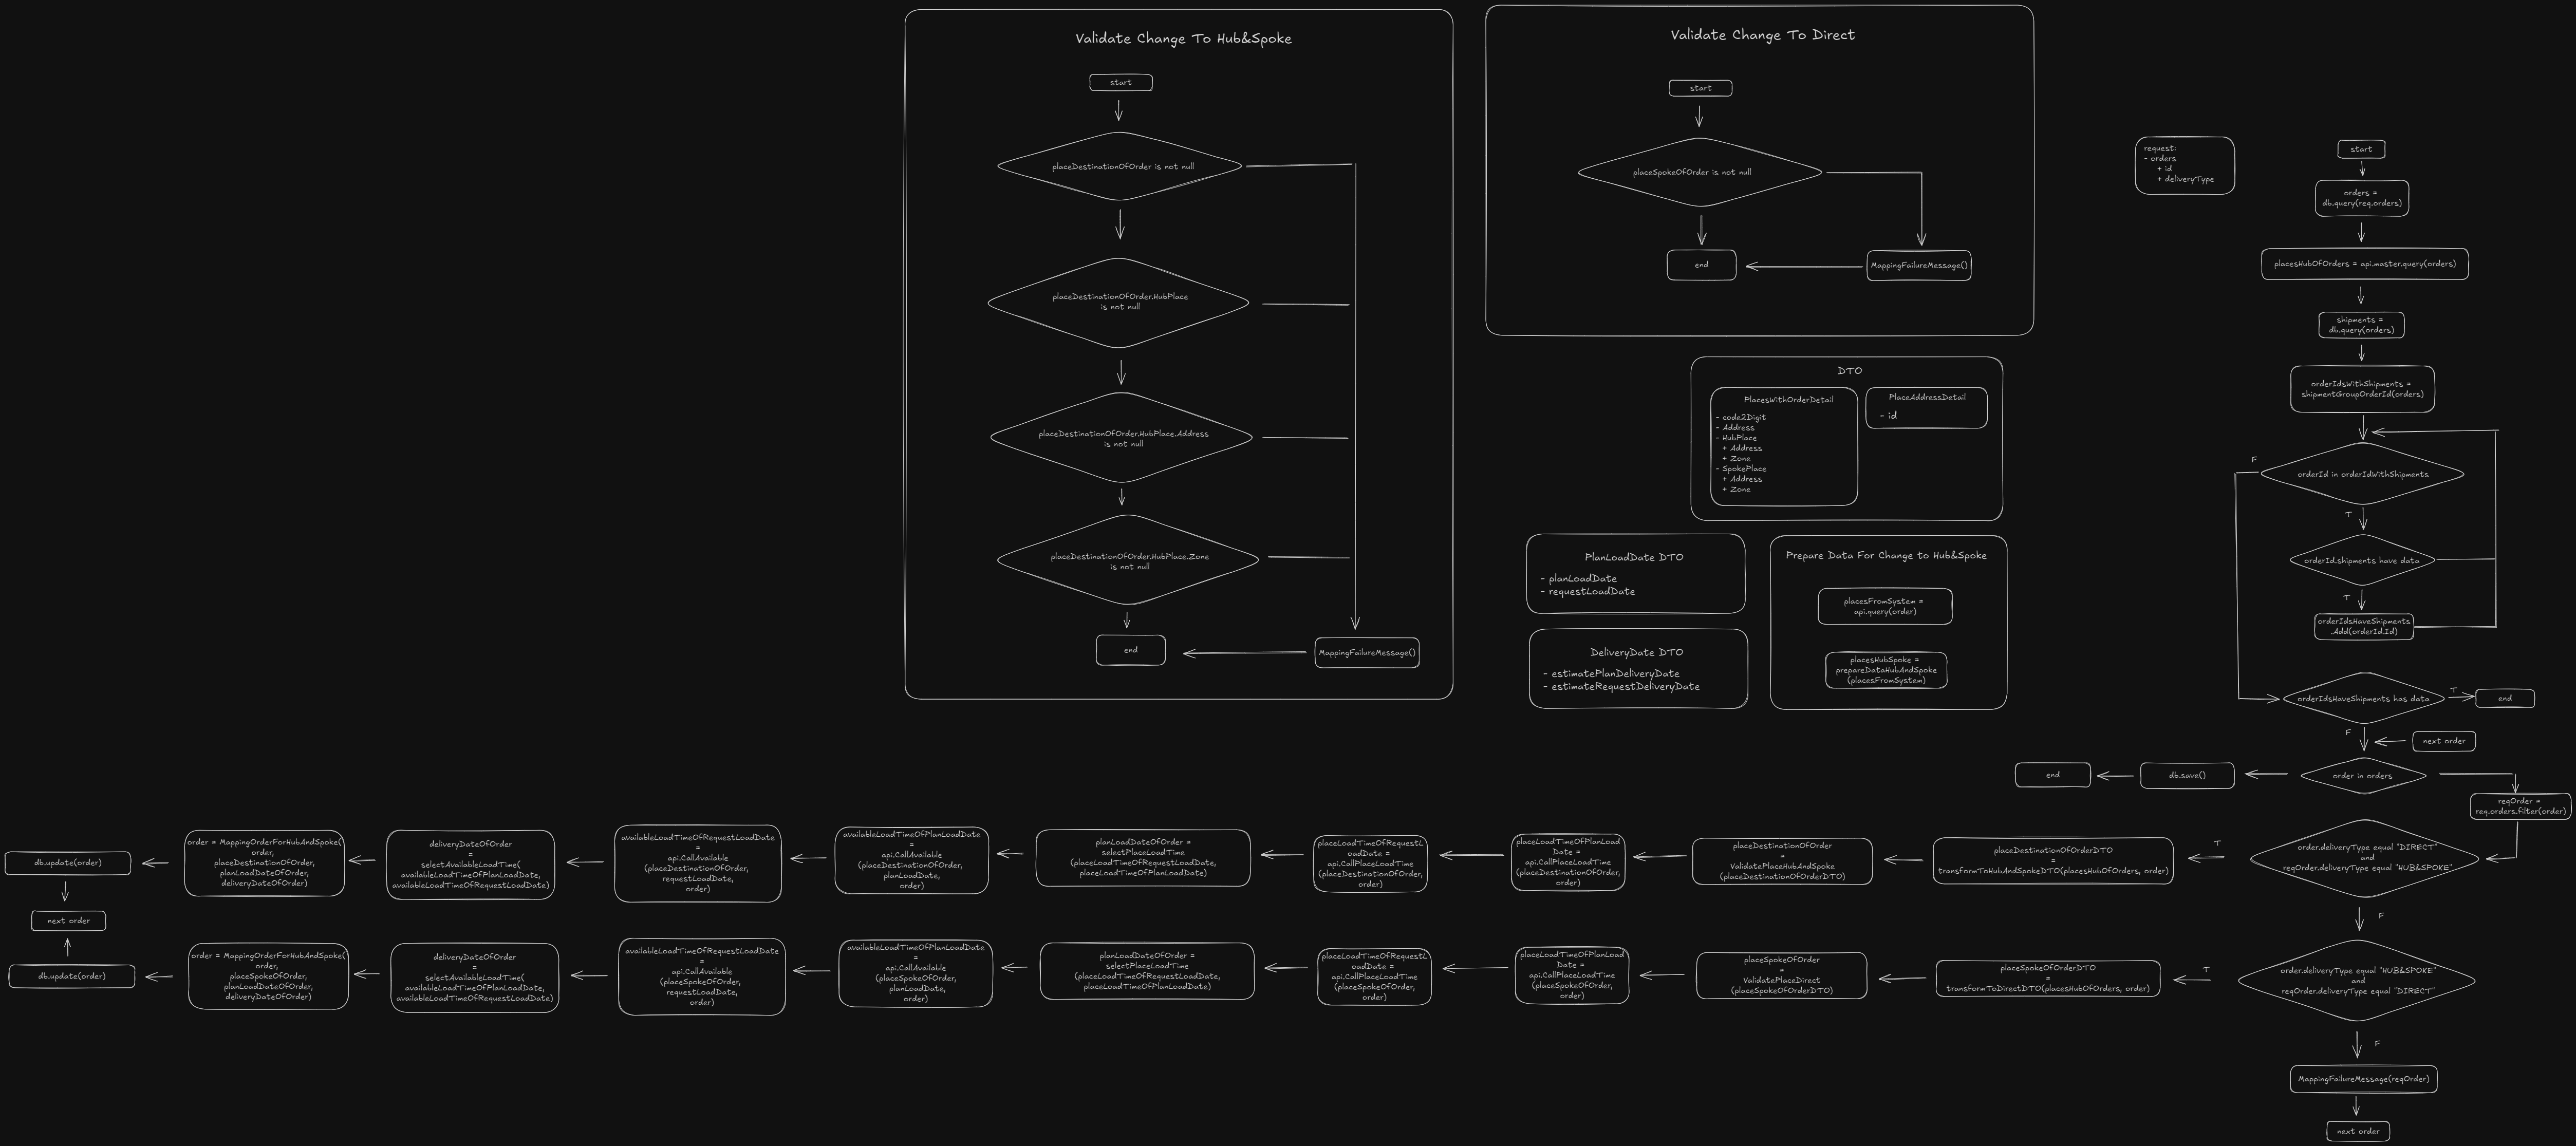 Validate Change To Hub&Spoke
start
placeDestinationOfOrder is not null
placeDestinationOfOrder.HubPlace
is not null
placeDestinationOfOrder.HubPlace.Address
is not null
placeDestinationOfOrder.HubPlace.Zone
is not null
end
MappingFailureMessage()
Validate Change To Direct
start
placeSpokeOfOrder is not null
end
MappingFailureMessage()
DTO
PlacesWithOrderDetail
- code2Digit
- Address
- HubPlace
+ Address
+ Zone
- SpokePlace
+ Address
+ Zone
PlaceAddressDetail
- id
PlanLoadDate DTO
- planLoadDate
- requestLoadDate
DeliveryDate DTO
- estimatePlanDeliveryDate
- estimateRequestDeliveryDate
Prepare Data For Change to Hub&Spoke
placesFromSystem =
api.query(order)
placesHubSpoke =
prepareDataHubAndSpoke
(placesFromSystem)
request:
- orders
+ id
+ deliveryType
start
orders =
db.query(req.orders)
placesHubOfOrders = api.master.query(orders)
shipments =
db.query(orders)
orderIdsWithShipments =
shipmentGroupOrderId(orders)
F
orderId in orderIdWithShipments
T
orderId.shipments have data
T
orderIdsHaveShipments
.Add(orderId.Id)
orderIdsHaveShipments has data
T
end
F
next order
order in orders
db.save()
end
reqOrder =
req.orders.filter(order)
order.deliveryType equal "DIRECT"
and
reqOrder.deliveryType equal "HUB&SPOKE"
T
placeDestinationOfOrderDTO
=
transformToHubAndSpokeDTO(placesHubOfOrders, order)
placeDestinationOfOrder
=
ValidatePlaceHubAndSpoke
(placeDestinationOfOrderDTO)
placeLoadTimeOfPlanLoad
Date =
api.CallPlaceLoadTime
(placeDestinationOfOrder,
order)
placeLoadTimeOfRequestL
oadDate =
api.CallPlaceLoadTime
(placeDestinationOfOrder,
order)
planLoadDateOfOrder =
selectPlaceLoadTime
(placeLoadTimeOfRequestLoadDate,
placeLoadTimeOfPlanLoadDate)
availableLoadTimeOfPlanLoadDate
=
api.CallAvailable
(placeDestinationOfOrder,
planLoadDate,
order)
availableLoadTimeOfRequestLoadDate
=
api.CallAvailable
(placeDestinationOfOrder,
requestLoadDate,
order)
deliveryDateOfOrder
=
selectAvailableLoadTime(
availableLoadTimeOfPlanLoadDate,
availableLoadTimeOfRequestLoadDate)
order = MappingOrderForHubAndSpoke(
order,
placeDestinationOfOrder,
planLoadDateOfOrder,
deliveryDateOfOrder)
db.update(order)
next order
F
order.deliveryType equal "HUB&SPOKE"
and
reqOrder.deliveryType equal "DIRECT"
T
placeSpokeOfOrderDTO
=
transformToDirectDTO(placesHubOfOrders, order)
placeSpokeOfOrder
=
ValidatePlaceDirect
(placeSpokeOfOrderDTO)
placeLoadTimeOfPlanLoad
Date =
api.CallPlaceLoadTime
(placeSpokeOfOrder,
order)
placeLoadTimeOfRequestL
oadDate =
api.CallPlaceLoadTime
(placeSpokeOfOrder,
order)
planLoadDateOfOrder =
selectPlaceLoadTime
(placeLoadTimeOfRequestLoadDate,
placeLoadTimeOfPlanLoadDate)
availableLoadTimeOfPlanLoadDate
=
api.CallAvailable
(placeSpokeOfOrder,
planLoadDate,
order)
availableLoadTimeOfRequestLoadDate
=
api.CallAvailable
(placeSpokeOfOrder,
requestLoadDate,
order)
deliveryDateOfOrder
=
selectAvailableLoadTime(
availableLoadTimeOfPlanLoadDate,
availableLoadTimeOfRequestLoadDate)
order = MappingOrderForHubAndSpoke(
order,
placeSpokeOfOrder,
planLoadDateOfOrder,
deliveryDateOfOrder)
db.update(order)
F
MappingFailureMessage(reqOrder)
next order